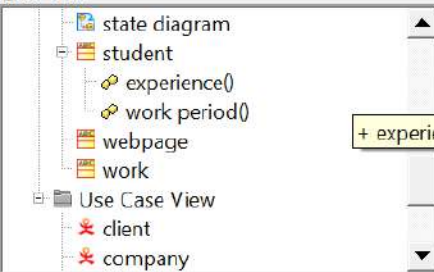 state diagram
student
experience()
work period()
+ experie
webpage
work
Use Case View
client
company